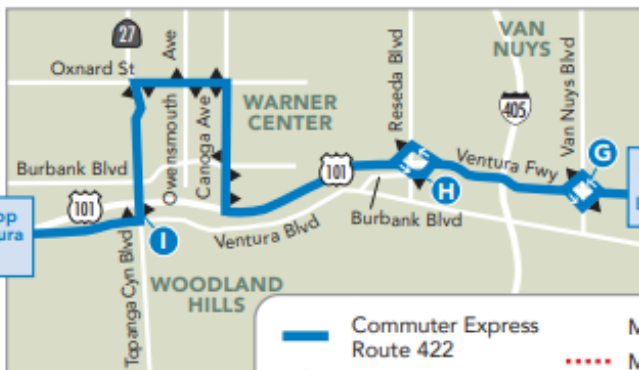 27
Ave
Oxnard St
Owensmouth
Canoga Ave
WARNER
CENTER
Reseda Blvd
VAN
NUYS
405
Van Nuys Blvd
G
Burbank Blvd
101
Ventura Fwy
H
101
Burbank Blvd
I
Ventura Blvd
Topanga Cyn Blvd
WOODLAND
HILLS
Commuter Express
Route 422